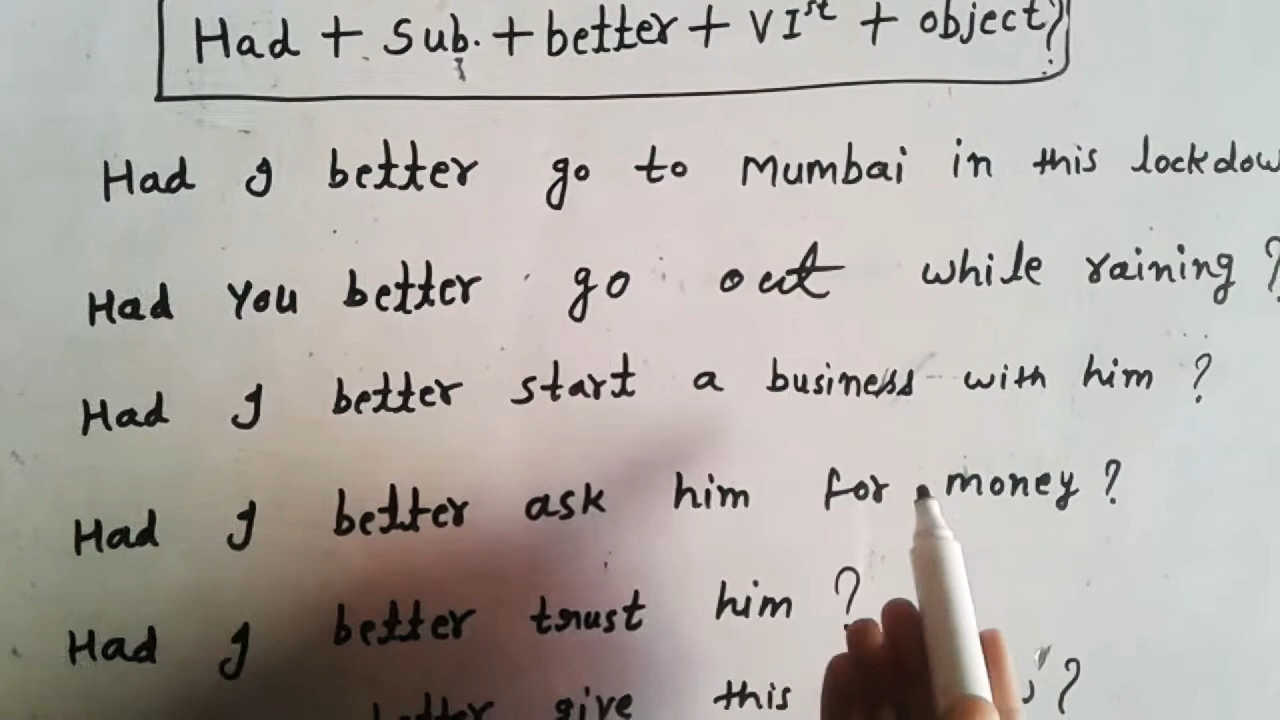 Had + Sub. + better + VIst + object?
Had I better go to Mumbai in this
Had You better go out while raining ?
Had I better start a business with him ?
Had I better ask him for money ?
Had I better trust him ?
better give this ?